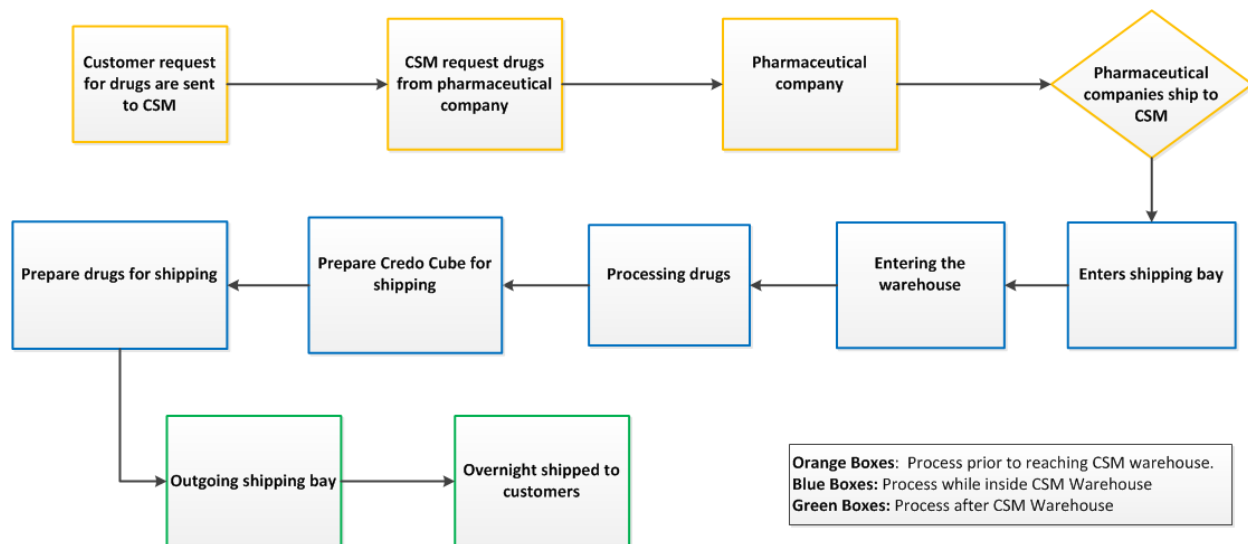 Customer request
for drugs are sent
to CSM
CSM request drugs
from pharmaceutical
company
Pharmaceutical
company
Pharmaceutical
companies ship to
CSM
Prepare drugs for shipping
Prepare Credo Cube for
shipping
Processing drugs
Entering the
warehouse
Enters shipping bay
Outgoing shipping bay
Overnight shipped to
customers
Orange Boxes:  Process prior to reaching CSM warehouse.
Blue Boxes: Process while inside CSM Warehouse
Green Boxes: Process after CSM Warehouse